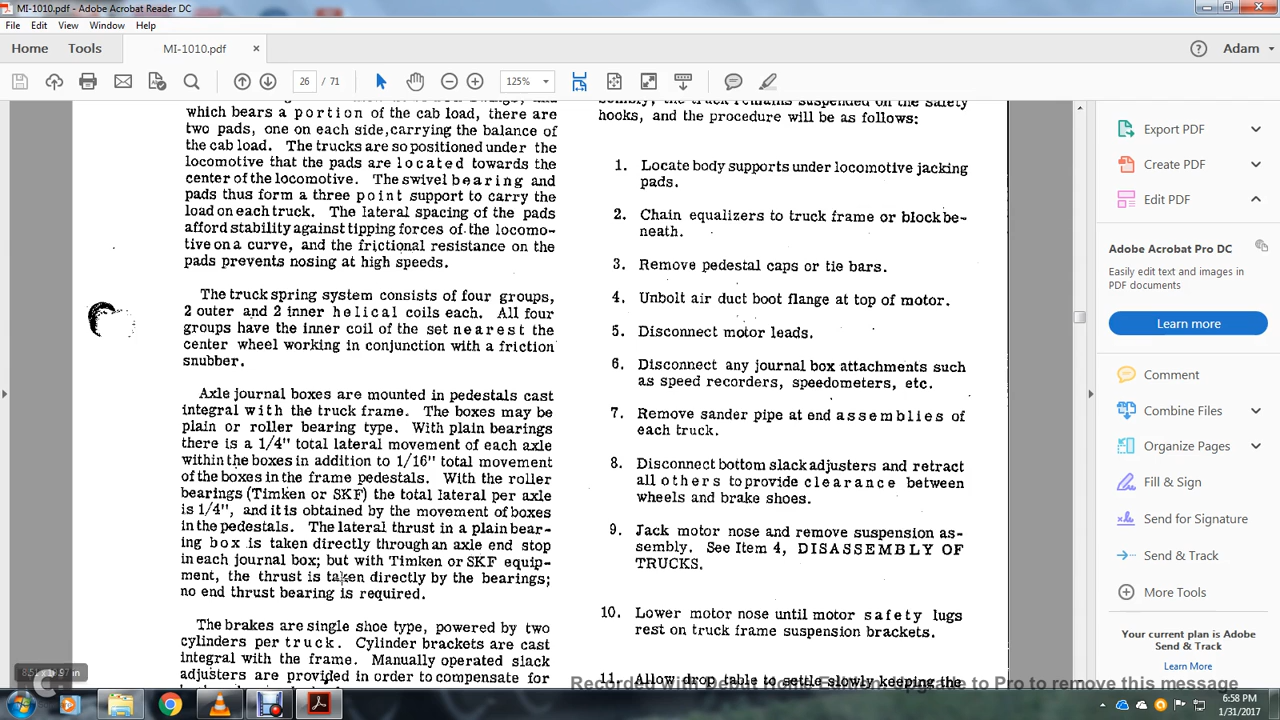 MI-1010.pdf - Adobe Acrobat Reader DC
File Edit View Window Help
Home Tools MI-1010.pdf ×
Adam
26 / 71 125%
which bears a portion of the cab load, there are
two pads, one on each side, carrying the balance of
the cab load. The trucks are so positioned under the
locomotive that the pads are located towards the
center of the locomotive. The swivel bearing and
pads thus form a three point support to carry the
load on each truck. The lateral spacing of the pads
afford stability against tipping forces of the locomo-
tive on a curve, and the frictional resistance on the
pads prevents nosing at high speeds.
The truck spring system consists of four groups,
2 outer and 2 inner helical coils each. All four
groups have the inner coil of the set nearest the
center wheel working in conjunction with a friction
snubber.
Axle journal boxes are mounted in pedestals cast
integral with the truck frame. The boxes may be
plain or roller bearing type. With plain bearings
there is a 1/4" total lateral movement of each axle
within the boxes in addition to 1/16" total movement
of the boxes in the frame pedestals. With the roller
bearings (Timken or SKF) the total lateral per axle
is 1/4", and it is obtained by the movement of boxes
in the pedestals. The lateral thrust in a plain bear-
ing box is taken directly through an axle end stop
in each journal box; but with Timken or SKF equip-
ment, the thrust is taken directly by the bearings;
no end thrust bearing is required.
The brakes are single shoe type, powered by two
cylinders per truck. Cylinder brackets are cast
integral with the frame. Manually operated slack
adjusters are provided in order to compensate for
sembly, the truck remains suspended on the safety
hooks, and the procedure will be as follows:
1. Locate body supports under locomotive jacking
pads.
2. Chain equalizers to truck frame or block be-
neath.
3. Remove pedestal caps or tie bars.
4. Unbolt air duct boot flange at top of motor.
5. Disconnect motor leads.
6. Disconnect any journal box attachments such
as speed recorders, speedometers, etc.
7. Remove sander pipe at end assemblies of
each truck.
8. Disconnect bottom slack adjusters and retract
all others to provide clearance between
wheels and brake shoes.
9. Jack motor nose and remove suspension as-
sembly. See Item 4, DISASSEMBLY OF
TRUCKS.
10. Lower motor nose until motor safety lugs
rest on truck frame suspension brackets.
11. Allow drop table to settle slowly keeping the
Export PDF
Create PDF
Edit PDF
Adobe Acrobat Pro DC
Easily edit text and images in
PDF files
Learn more
Comment
Combine Files
Organize Pages
Fill & Sign
Send for Signature
Send & Track
More Tools
Your current plan is Adobe
Send & Track
Learn More
to Pro to remove this message
6:58 PM
1/31/2017